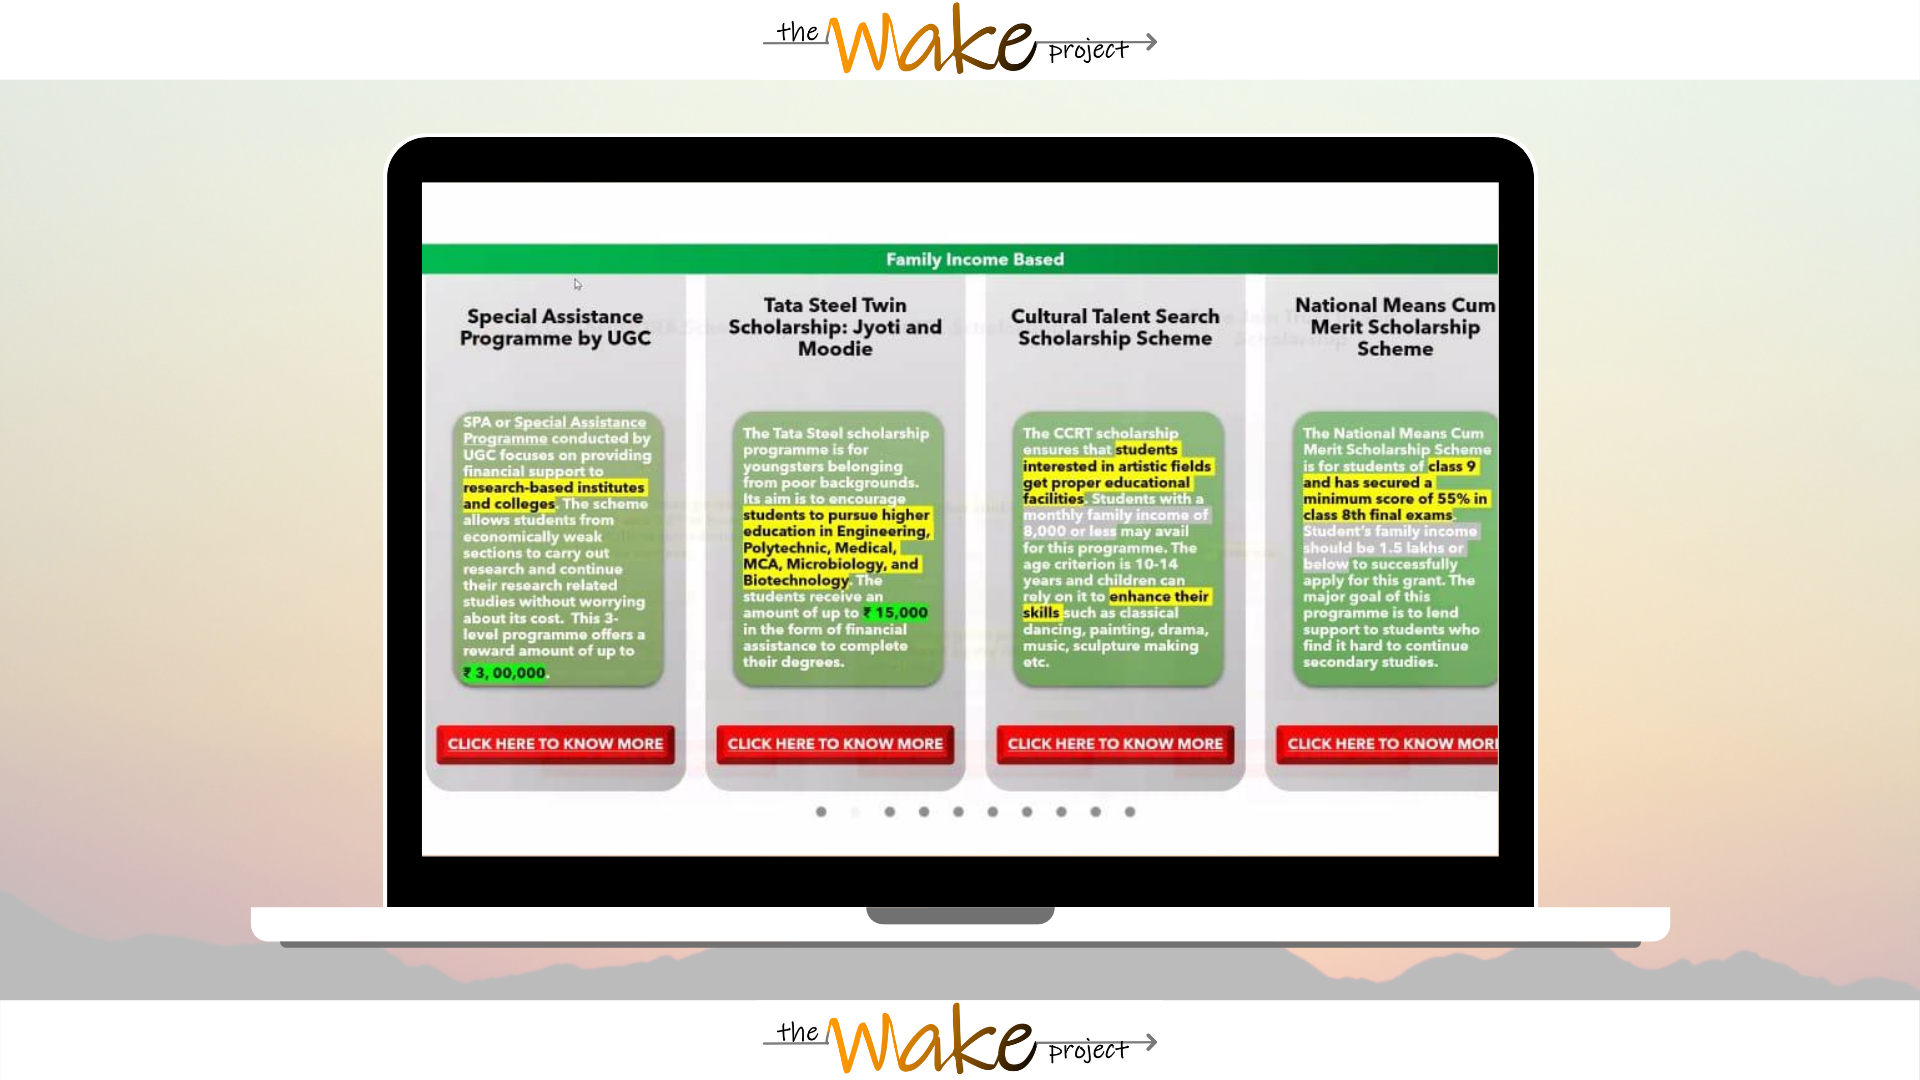 the Wake project
Family Income Based
Special Assistance
Programme by UGC
SPA or Special Assistance
Programme conducted by
UGC focuses on providing
financial support to
research-based institutes
and colleges. The scheme
allows students from
economically weak
sections to carry out
research and continue
their research related
studies without worrying
about its cost. This 3-
level programme offers a
reward amount of up to
₹ 3, 00,000.
CLICK HERE TO KNOW MORE
Tata Steel Twin
Scholarship: Jyoti and
Moodie
The Tata Steel scholarship
programme is for
youngsters belonging
from poor backgrounds.
Its aim is to encourage
students to pursue higher
education in Engineering,
Polytechnic, Medical,
MCA, Microbiology, and
Biotechnology. The
students receive an
amount of up to ₹ 15,000
in the form of financial
assistance to complete
their degrees.
CLICK HERE TO KNOW MORE
Cultural Talent Search
Scholarship Scheme
The CCRT scholarship
ensures that students
interested in artistic fields
get proper educational
facilities. Students with a
monthly family income of
8,000 or less may avail
for this programme. The
age criterion is 10-14
years and children can
rely on it to enhance their
skills such as classical
dancing, painting, drama,
music, sculpture making
etc.
CLICK HERE TO KNOW MORE
National Means Cum
Merit Scholarship
Scheme
The National Means Cum
Merit Scholarship Scheme
is for students of class 9
and has secured a
minimum score of 55% in
class 8th final exams.
Student's family income
should be 1.5 lakhs or
below to successfully
apply for this grant. The
major goal of this
programme is to lend
support to students who
find it hard to continue
secondary studies.
CLICK HERE TO KNOW MOR
the Wake project